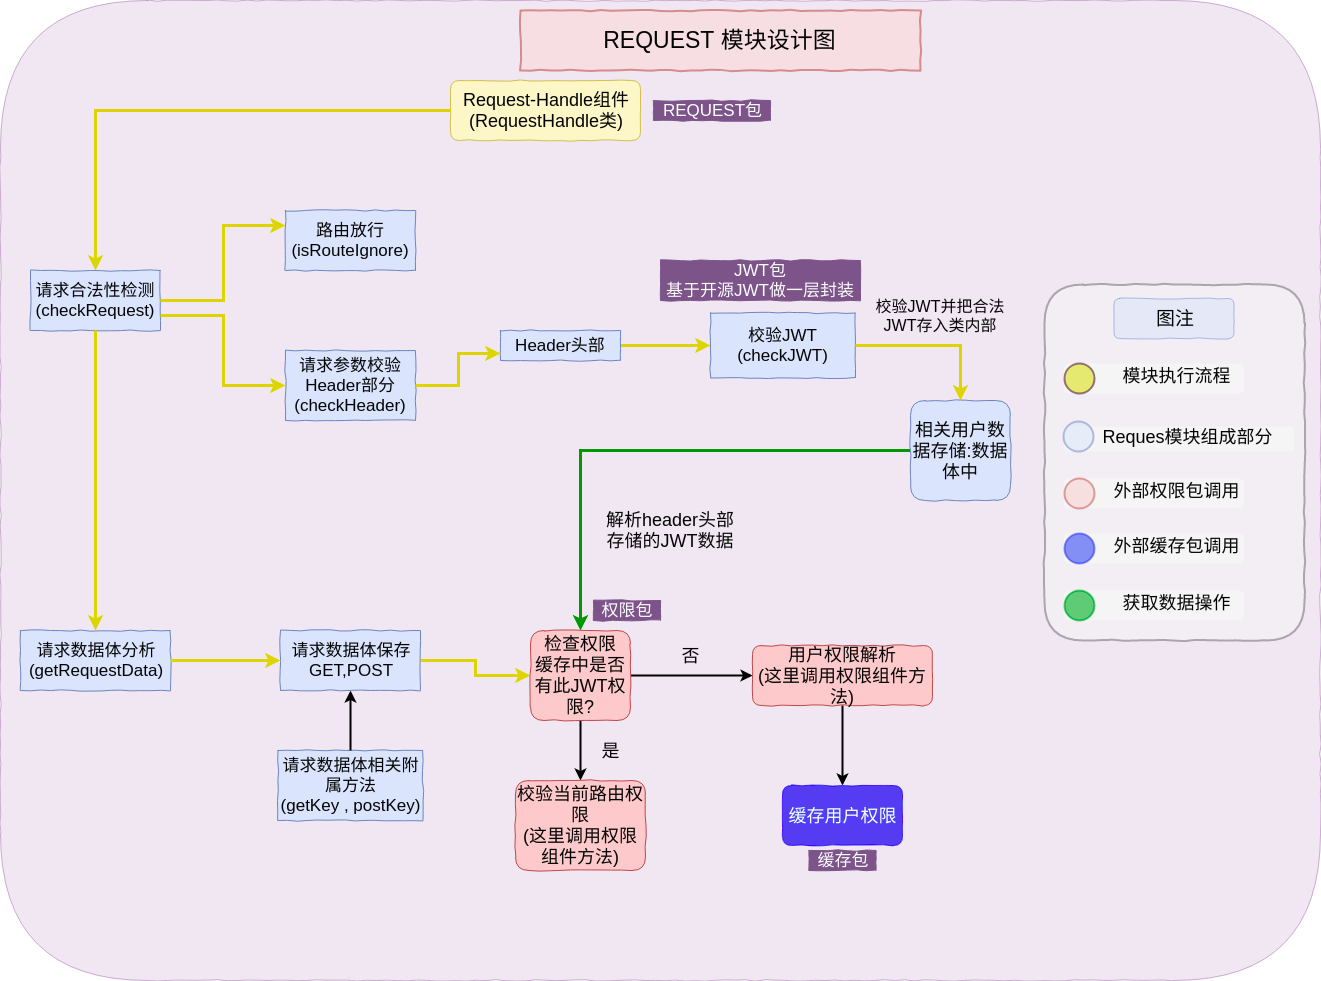 REQUEST 模块设计图
Request-Handle组件
(RequestHandle类)
REQUEST包
路由放行
(isRouteIgnore)
请求合法性检测
(checkRequest)
请求参数校验
Header部分
(checkHeader)
Header头部
JWT包
基于开源JWT做一层封装
校验JWT
(checkJWT)
校验JWT并把合法
JWT存入类内部
相关用户数
据存储:数据
体中
解析header头部
存储的JWT数据
图注
模块执行流程
Reques模块组成部分
外部权限包调用
外部缓存包调用
获取数据操作
请求数据体分析
(getRequestData)
请求数据体保存
GET,POST
请求数据体相关附
属方法
(getKey , postKey)
权限包
检查权限
缓存中是否
有此JWT权
限?
否
用户权限解析
(这里调用权限组件方
法)
是
校验当前路由权
限
(这里调用权限
组件方法)
缓存用户权限
缓存包